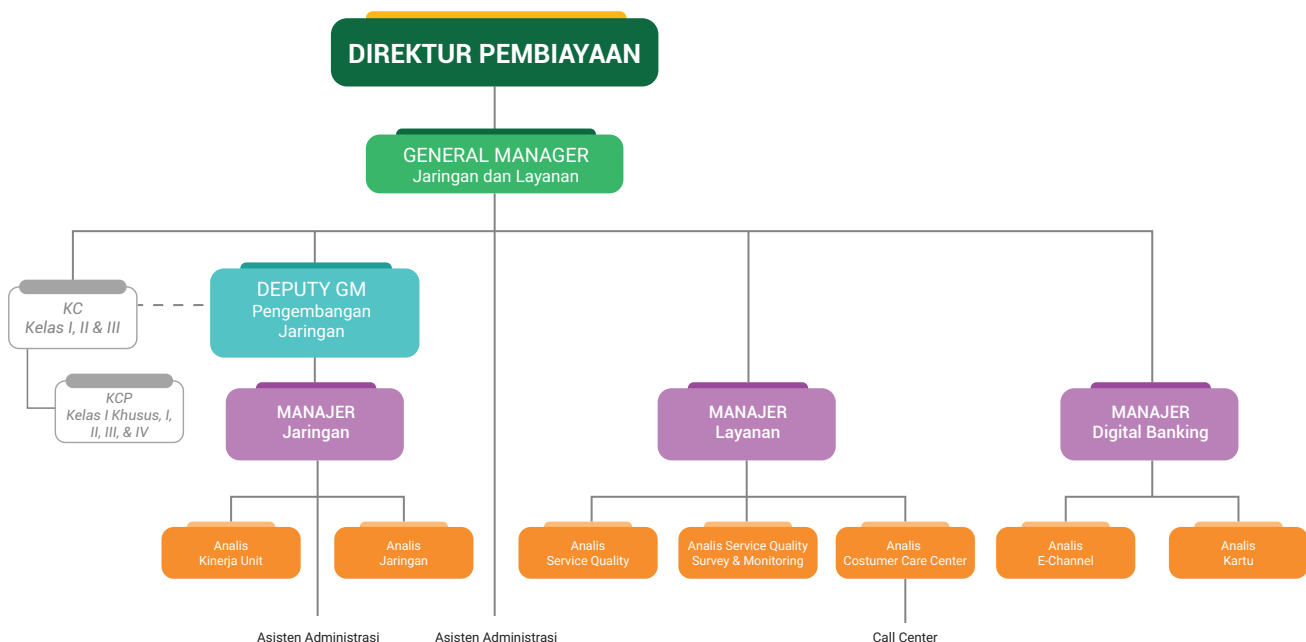 DIREKTUR PEMBIAYAAN
GENERAL MANAGER
Jaringan dan Layanan
KC
Kelas I, II & III
DEPUTY GM
Pengembangan
Jaringan
KCP
Kelas I Khusus, I,
II, III, & IV
MANAJER
Jaringan
MANAJER
Layanan
MANAJER
Digital Banking
Analis
Kinerja Unit
Analis
Jaringan
Analis
Service Quality
Analis Service Quality
Survey & Monitoring
Analis
Costumer Care Center
Analis
E-Channel
Analis
Kartu
Asisten Administrasi
Asisten Administrasi
Call Center